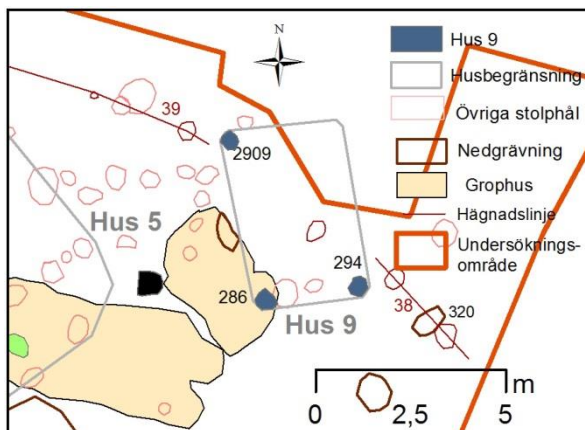 Hus 9
Husbegränsning
Övriga stolphål
Nedgrävning
Grophus
Hägnadslinje
Undersöknings-
område
39
2909
Hus 5
286
294
Hus 9
38
320
m
0
2,5
5